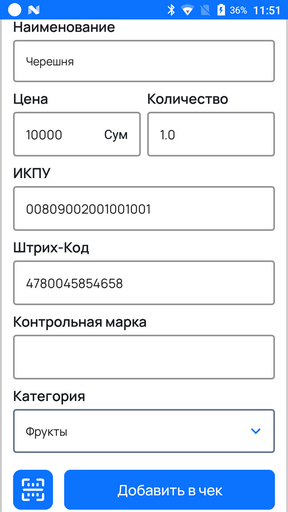 36% 11:51
Наименование
Черешня
Цена Количество
10000 Сум 1.0
ИКПУ
00809002001001001
Штрих-Код
4780045854658
Контрольная марка
Категория
Фрукты
Добавить в чек